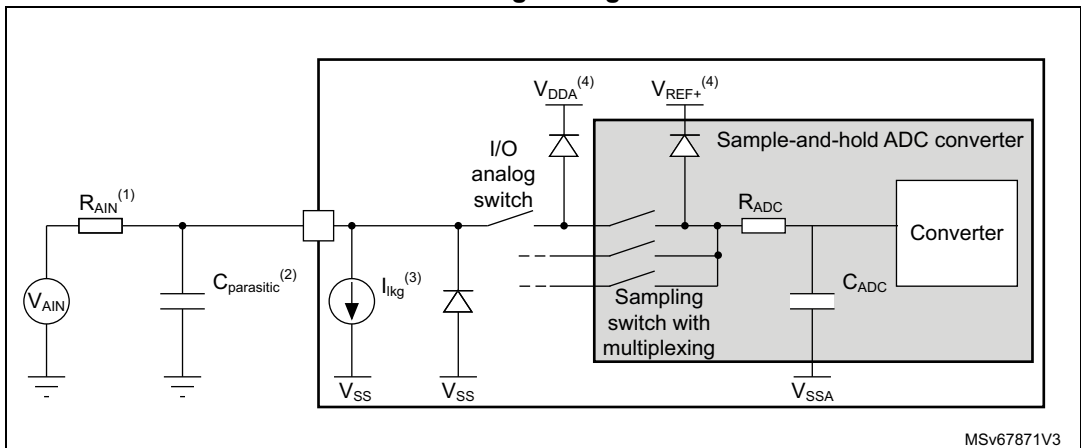 V_DDA(4)
V_REF+(4)
Sample-and-hold ADC converter
I/O
analog
switch
R_AIN(1)
R_ADC
Converter
C_parasitic(2)
I_lkg(3)
C_ADC
V_AIN
Sampling
switch with
multiplexing
V_SS
V_SS
V_SSA
MSv67871V3